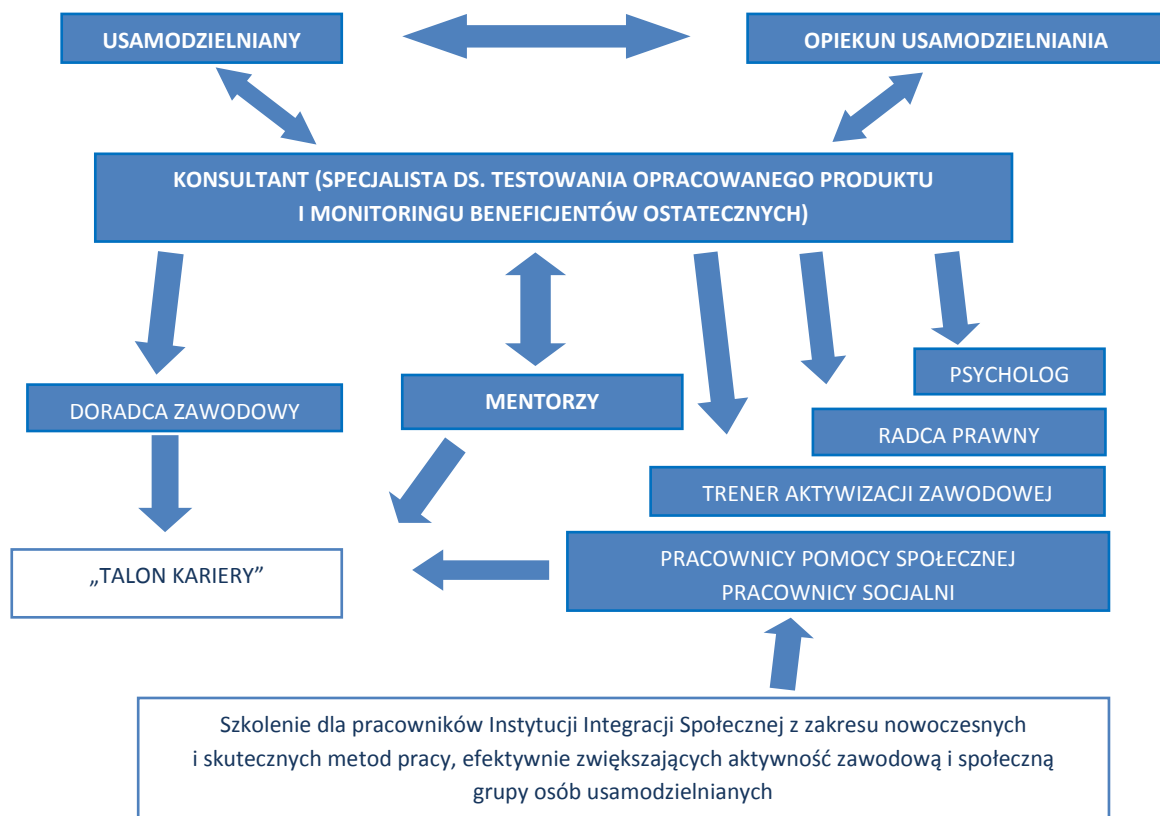 USAMODZIELNIANY
OPIEKUN USAMODZIELNIANIA
KONSULTANT (SPECJALISTA DS. TESTOWANIA OPRACOWANEGO PRODUKTU
I MONITORINGU BENEFICJENTÓW OSTATECZNYCH)
PSYCHOLOG
DORADCA ZAWODOWY
MENTORZY
RADCA PRAWNY
TRENER AKTYWIZACJI ZAWODOWEJ
„TALON KARIERY”
PRACOWNICY POMOCY SPOŁECZNEJ
PRACOWNICY SOCJALNI
Szkolenie dla pracowników Instytucji Integracji Społecznej z zakresu nowoczesnych
i skutecznych metod pracy, efektywnie zwiększających aktywność zawodową i społeczną
grupy osób usamodzielnianych